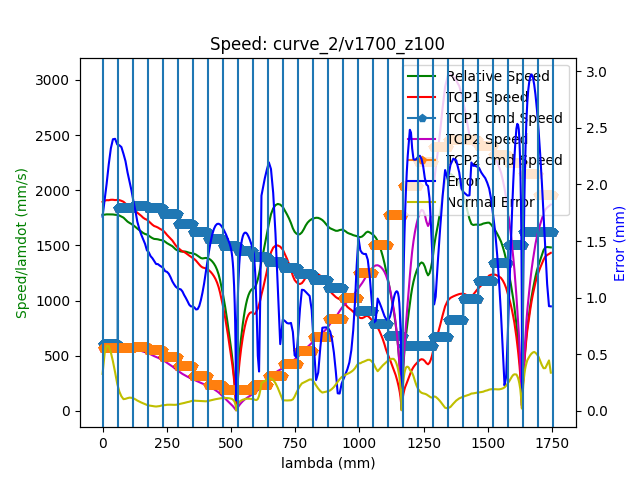 Speed: curve_2/v1700_z100
Relative Speed
TCP1 Speed
TCP1 cmd Speed
TCP2 Speed
TCP2 cmd Speed
Error
Normal Error
Speed/lamdot (mm/s)
3000
2500
2000
1500
1000
500
0
3.0
2.5
2.0
1.5
1.0
0.5
0.0
Error (mm)
0 250 500 750 1000 1250 1500 1750
lambda (mm)